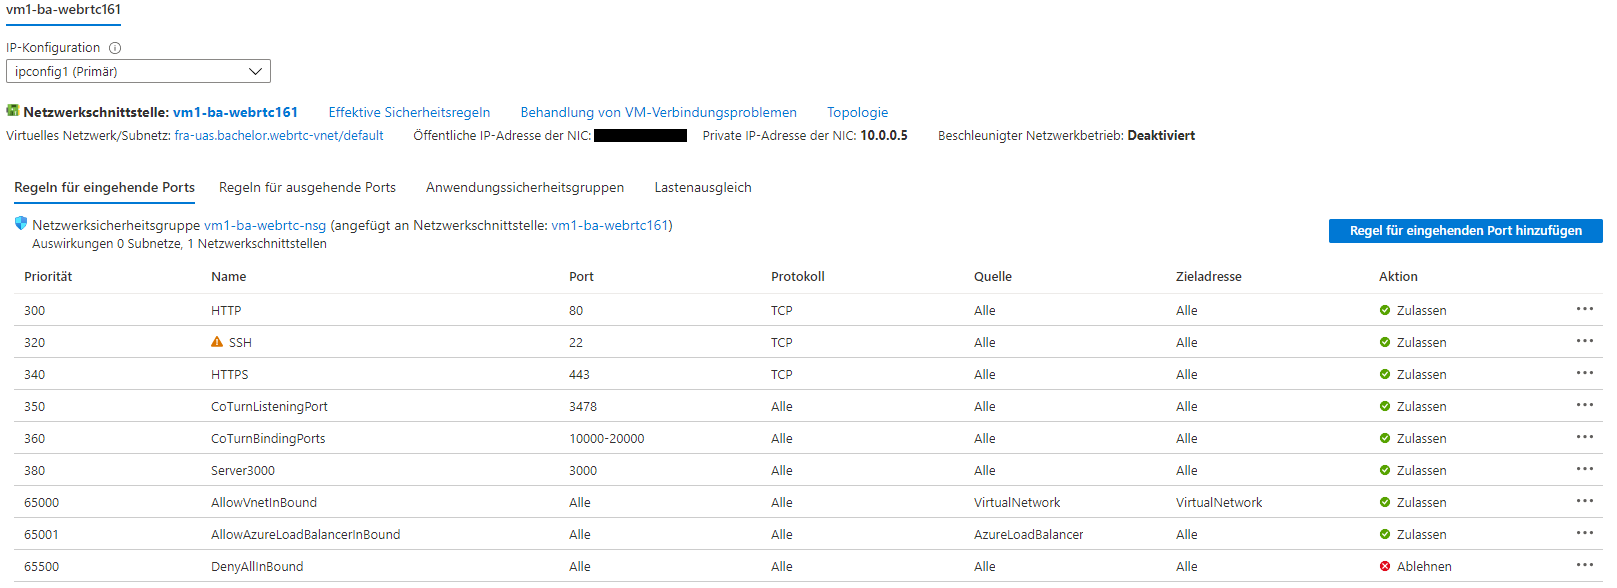 vm1-ba-webrtc161
IP-Konfiguration
ipconfig1 (Primär)
Netzwerkschnittstelle: vm1-ba-webrtc161 Effektive Sicherheitsregeln Behandlung von VM-Verbindungsproblemen Topologie
Virtuelles Netzwerk/Subnetz: fra-uas.bachelor.webrtc-vnet/default Öffentliche IP-Adresse der NIC: Private IP-Adresse der NIC: 10.0.0.5 Beschleunigter Netzwerkbetrieb: Deaktiviert
Regeln für eingehende Ports Regeln für ausgehende Ports Anwendungssicherheitsgruppen Lastenausgleich
Netzwerksicherheitsgruppe vm1-ba-webrtc-nsg (angefügt an Netzwerkschnittstelle: vm1-ba-webrtc161)
Auswirkungen 0 Subnetze, 1 Netzwerkschnittstellen
Regel für eingehenden Port hinzufügen
Priorität Name Port Protokoll Quelle Zieladresse Aktion
300 HTTP 80 TCP Alle Alle Zulassen
320 SSH 22 TCP Alle Alle Zulassen
340 HTTPS 443 TCP Alle Alle Zulassen
350 CoTurnListeningPort 3478 Alle Alle Alle Zulassen
360 CoTurnBindingPorts 10000-20000 Alle Alle Alle Zulassen
380 Server3000 3000 Alle Alle Alle Zulassen
65000 AllowVnetInBound Alle Alle VirtualNetwork VirtualNetwork Zulassen
65001 AllowAzureLoadBalancerInBound Alle Alle AzureLoadBalancer Alle Zulassen
65500 DenyAllInBound Alle Alle Alle Alle Ablehnen